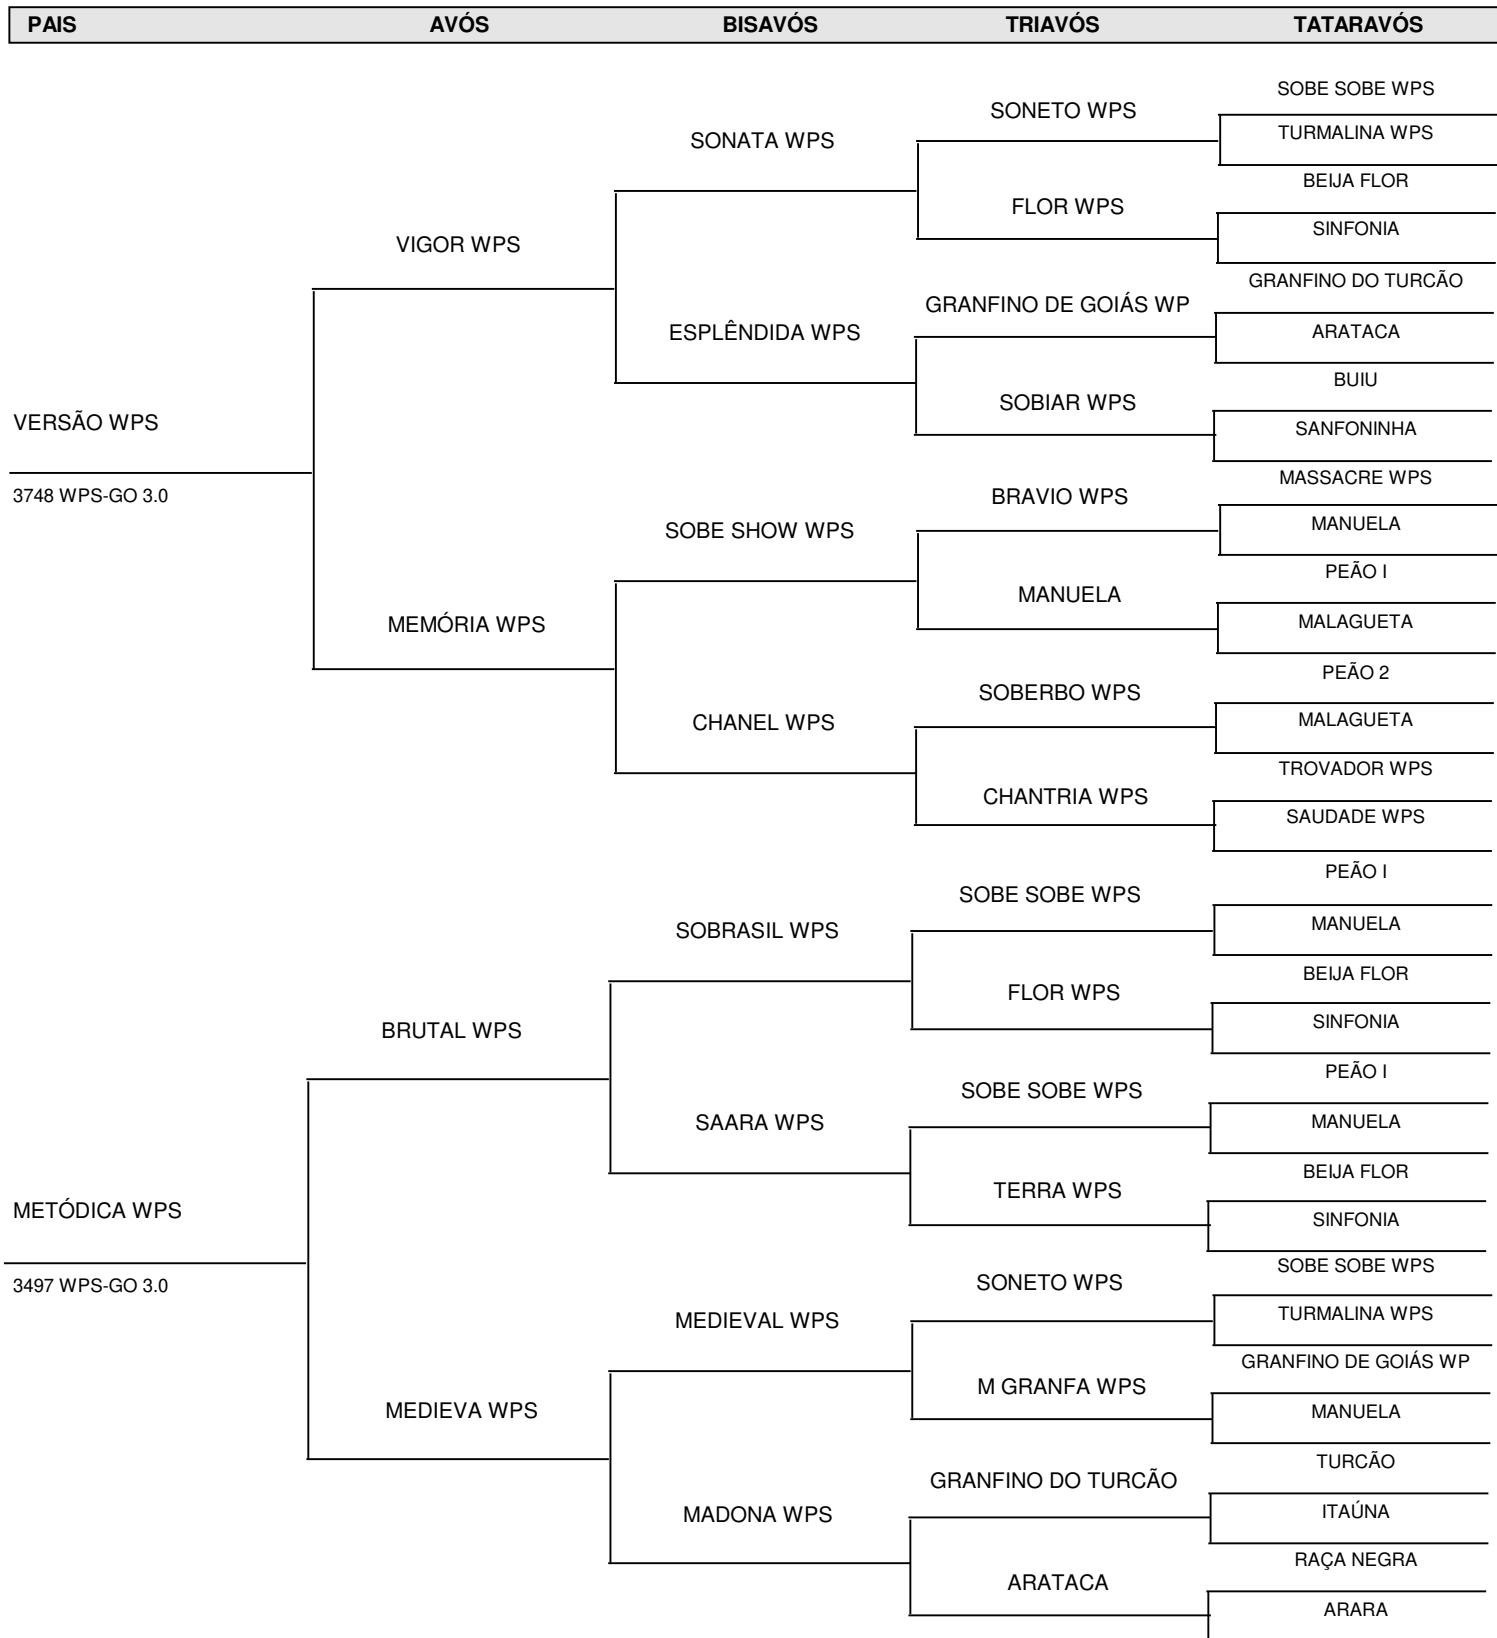 PAIS AVÓS BISAVÓS TRIAVÓS TATARAVÓS
SOBE SOBE WPS
SONETO WPS
TURMALINA WPS
SONATA WPS
BEIJA FLOR
FLOR WPS
SINFONIA
VIGOR WPS
GRANFINO DO TURCÃO
GRANFINO DE GOIÁS WP
ARATACA
ESPLÊNDIDA WPS
BUIU
SOBIAR WPS
SANFONINHA
VERSÃO WPS
3748 WPS-GO 3.0
MASSACRE WPS
BRAVIO WPS
MANUELA
SOBE SHOW WPS
PEÃO I
MANUELA
MALAGUETA
MEMÓRIA WPS
PEÃO 2
SOBERBO WPS
MALAGUETA
CHANEL WPS
TROVADOR WPS
CHANTRIA WPS
SAUDADE WPS
PEÃO I
SOBE SOBE WPS
MANUELA
SOBRASIL WPS
BEIJA FLOR
FLOR WPS
SINFONIA
BRUTAL WPS
PEÃO I
SOBE SOBE WPS
MANUELA
SAARA WPS
BEIJA FLOR
TERRA WPS
SINFONIA
METÓDICA WPS
3497 WPS-GO 3.0
SOBE SOBE WPS
SONETO WPS
TURMALINA WPS
MEDIEVAL WPS
GRANFINO DE GOIÁS WP
M GRANFA WPS
MANUELA
MEDIEVA WPS
TURCÃO
GRANFINO DO TURCÃO
ITAÚNA
MADONA WPS
RAÇA NEGRA
ARATACA
ARARA